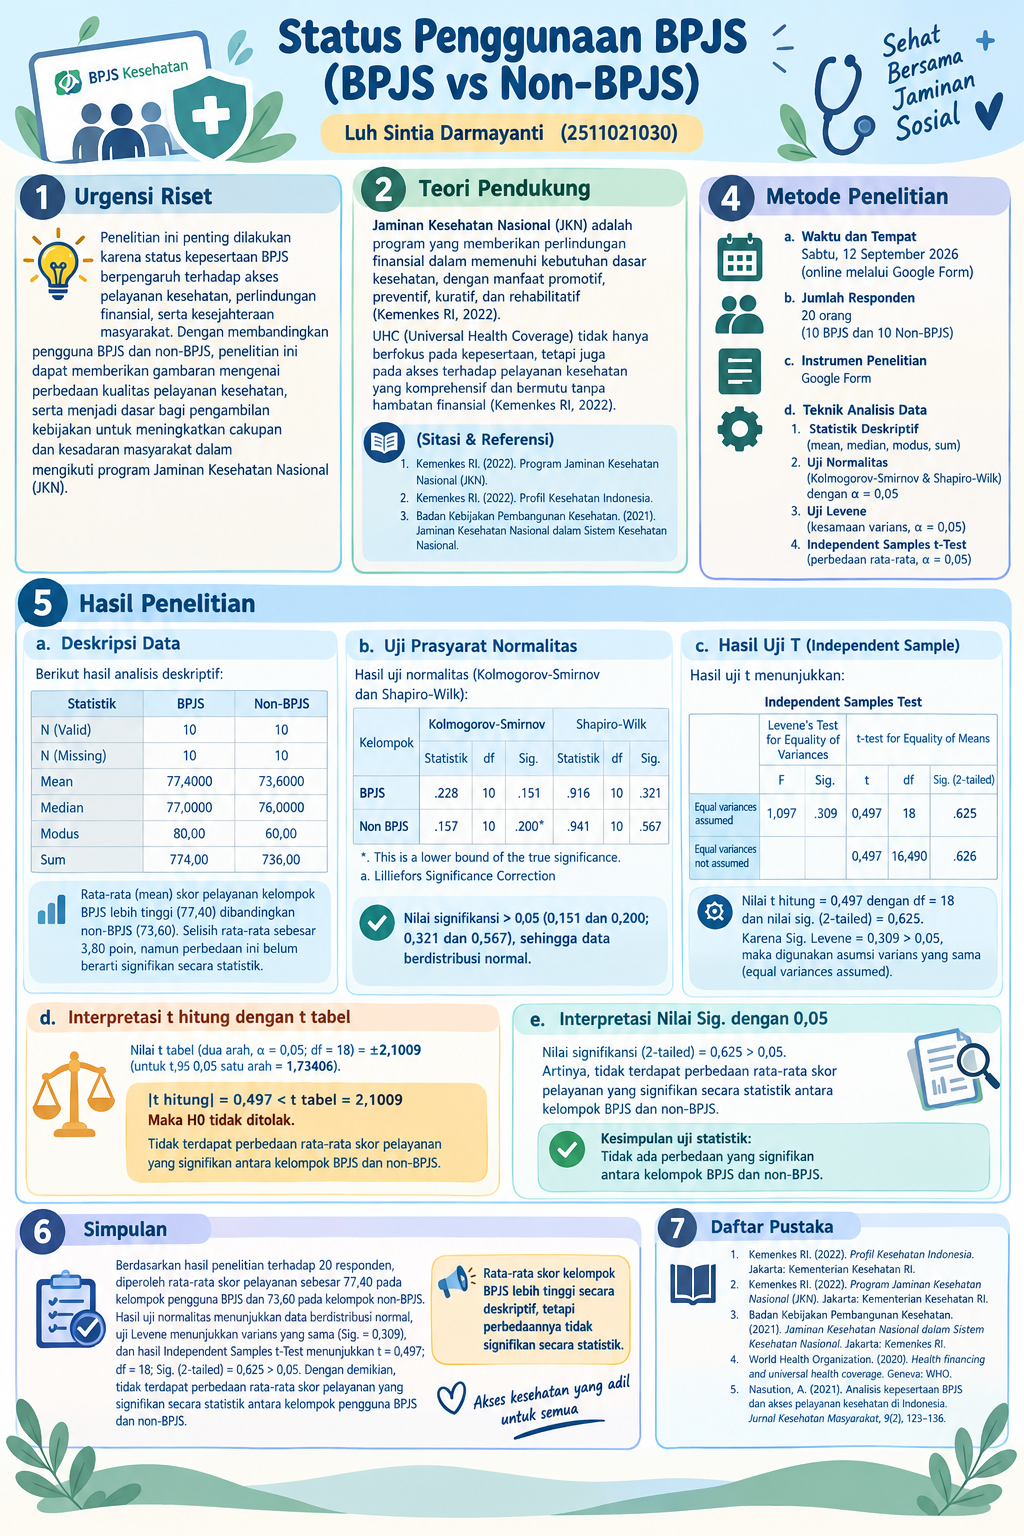 BPJS Kesehatan
Status Penggunaan BPJS
(BPJS vs Non-BPJS)
Luh Sintia Darmayanti (2511021030)
Sehat
Bersama
Jaminan
Sosial
1 Urgensi Riset
Penelitian ini penting dilakukan
karena status kepesertaan BPJS
berpengaruh terhadap akses
pelayanan kesehatan, perlindungan
finansial, serta kesejahteraan
masyarakat. Dengan membandingkan
pengguna BPJS dan non-BPJS, penelitian ini
dapat memberikan gambaran mengenai
perbedaan kualitas pelayanan kesehatan,
serta menjadi dasar bagi pengambilan
kebijakan untuk meningkatkan cakupan
dan kesadaran masyarakat dalam
mengikuti program Jaminan Kesehatan Nasional
(JKN).
2 Teori Pendukung
Jaminan Kesehatan Nasional (JKN) adalah
program yang memberikan perlindungan
finansial dalam memenuhi kebutuhan dasar
kesehatan, dengan manfaat promotif,
preventif, kuratif, dan rehabilitatif
(Kemenkes RI, 2022).
UHC (Universal Health Coverage) tidak hanya
berfokus pada kepesertaan, tetapi juga
pada akses terhadap pelayanan kesehatan
yang komprehensif dan bermutu tanpa
hambatan finansial (Kemenkes RI, 2022).
(Sitasi & Referensi)
1. Kemenkes RI. (2022). Program Jaminan Kesehatan
Nasional (JKN).
2. Kemenkes RI. (2022). Profil Kesehatan Indonesia.
3. Badan Kebijakan Pembangunan Kesehatan. (2021).
Jaminan Kesehatan Nasional dalam Sistem Kesehatan
Nasional.
4 Metode Penelitian
a. Waktu dan Tempat
Sabtu, 12 September 2026
(online melalui Google Form)
b. Jumlah Responden
20 orang
(10 BPJS dan 10 Non-BPJS)
c. Instrumen Penelitian
Google Form
d. Teknik Analisis Data
1. Statistik Deskriptif
(mean, median, modus, sum)
2. Uji Normalitas
(Kolmogorov-Smirnov & Shapiro-Wilk)
dengan α = 0,05
3. Uji Levene
(kesamaan varians, α = 0,05)
4. Independent Samples t-Test
(perbedaan rata-rata, α = 0,05)
5 Hasil Penelitian
a. Deskripsi Data
Berikut hasil analisis deskriptif:
Statistik BPJS Non-BPJS
N (Valid) 10 10
N (Missing) 10 10
Mean 77,4000 73,6000
Median 77,0000 76,0000
Modus 80,00 60,00
Sum 774,00 736,00
Rata-rata (mean) skor pelayanan kelompok
BPJS lebih tinggi (77,40) dibandingkan
non-BPJS (73,60). Selisih rata-rata sebesar
3,80 poin, namun perbedaan ini belum
berarti signifikan secara statistik.
b. Uji Prasyarat Normalitas
Hasil uji normalitas (Kolmogorov-Smirnov
dan Shapiro-Wilk):
Kelompok Kolmogorov-Smirnov Shapiro-Wilk
Statistik df Sig. Statistik df Sig.
BPJS .228 10 .151 .916 10 .321
Non BPJS .157 10 .200* .941 10 .567
*. This is a lower bound of the true significance.
a. Lilliefors Significance Correction
Nilai signifikansi > 0,05 (0,151 dan 0,200;
0,321 dan 0,567), sehingga data
berdistribusi normal.
c. Hasil Uji T (Independent Sample)
Hasil uji t menunjukkan:
Independent Samples Test
Levene's Test
for Equality of
Variances
t-test for Equality of Means
F Sig. t df Sig. (2-tailed)
Equal variances
assumed
1,097 .309 0,497 18 .625
Equal variances
not assumed
0,497 16,490 .626
Nilai t hitung = 0,497 dengan df = 18
dan nilai sig. (2-tailed) = 0,625.
Karena Sig. Levene = 0,309 > 0,05,
maka digunakan asumsi varians yang sama
(equal variances assumed).
d. Interpretasi t hitung dengan t tabel
Nilai t tabel (dua arah, α = 0,05; df = 18) = ±2,1009
(untuk t,95 0,05 satu arah = 1,73406).
|t hitung| = 0,497 < t tabel = 2,1009
Maka H0 tidak ditolak.
Tidak terdapat perbedaan rata-rata skor pelayanan
yang signifikan antara kelompok BPJS dan non-BPJS.
e. Interpretasi Nilai Sig. dengan 0,05
Nilai signifikansi (2-tailed) = 0,625 > 0,05.
Artinya, tidak terdapat perbedaan rata-rata skor
pelayanan yang signifikan secara statistik antara
kelompok BPJS dan non-BPJS.
Kesimpulan uji statistik:
Tidak ada perbedaan yang signifikan
antara kelompok BPJS dan non-BPJS.
6 Simpulan
Berdasarkan hasil penelitian terhadap 20 responden,
diperoleh rata-rata skor pelayanan sebesar 77,40 pada
kelompok pengguna BPJS dan 73,60 pada kelompok non-BPJS.
Hasil uji normalitas menunjukkan data berdistribusi normal,
uji Levene menunjukkan varians yang sama (Sig. = 0,309),
dan hasil Independent Samples t-Test menunjukkan t = 0,497;
df = 18; Sig. (2-tailed) = 0,625 > 0,05. Dengan demikian,
tidak terdapat perbedaan rata-rata skor pelayanan yang
signifikan secara statistik antara kelompok pengguna BPJS
dan non-BPJS.
Rata-rata skor kelompok
BPJS lebih tinggi secara
deskriptif, tetapi
perbedaannya tidak
signifikan secara statistik.
Akses kesehatan yang adil
untuk semua
7 Daftar Pustaka
1. Kemenkes RI. (2022). Profil Kesehatan Indonesia.
Jakarta: Kementerian Kesehatan RI.
2. Kemenkes RI. (2022). Program Jaminan Kesehatan
Nasional (JKN). Jakarta: Kementerian Kesehatan RI.
3. Badan Kebijakan Pembangunan Kesehatan.
(2021). Jaminan Kesehatan Nasional dalam Sistem
Kesehatan Nasional. Jakarta: Kemenkes RI.
4. World Health Organization. (2020). Health financing
and universal health coverage. Geneva: WHO.
5. Nasution, A. (2021). Analisis kepesertaan BPJS
dan akses pelayanan kesehatan di Indonesia.
Jurnal Kesehatan Masyarakat, 9(2), 123–136.